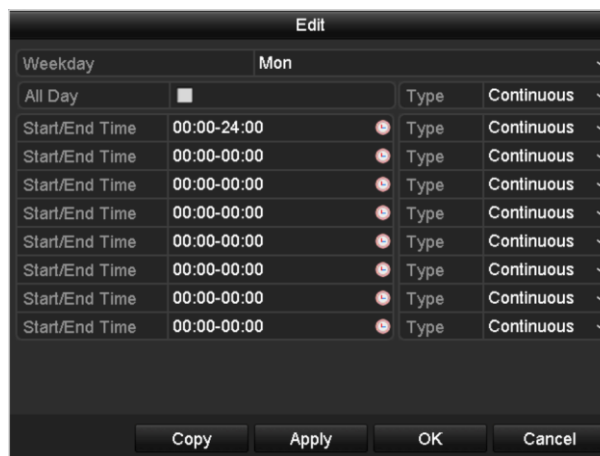 Edit
Weekday Mon
All Day Type Continuous
Start/End Time 00:00-24:00 Type Continuous
Start/End Time 00:00-00:00 Type Continuous
Start/End Time 00:00-00:00 Type Continuous
Start/End Time 00:00-00:00 Type Continuous
Start/End Time 00:00-00:00 Type Continuous
Start/End Time 00:00-00:00 Type Continuous
Start/End Time 00:00-00:00 Type Continuous
Start/End Time 00:00-00:00 Type Continuous
Copy Apply OK Cancel